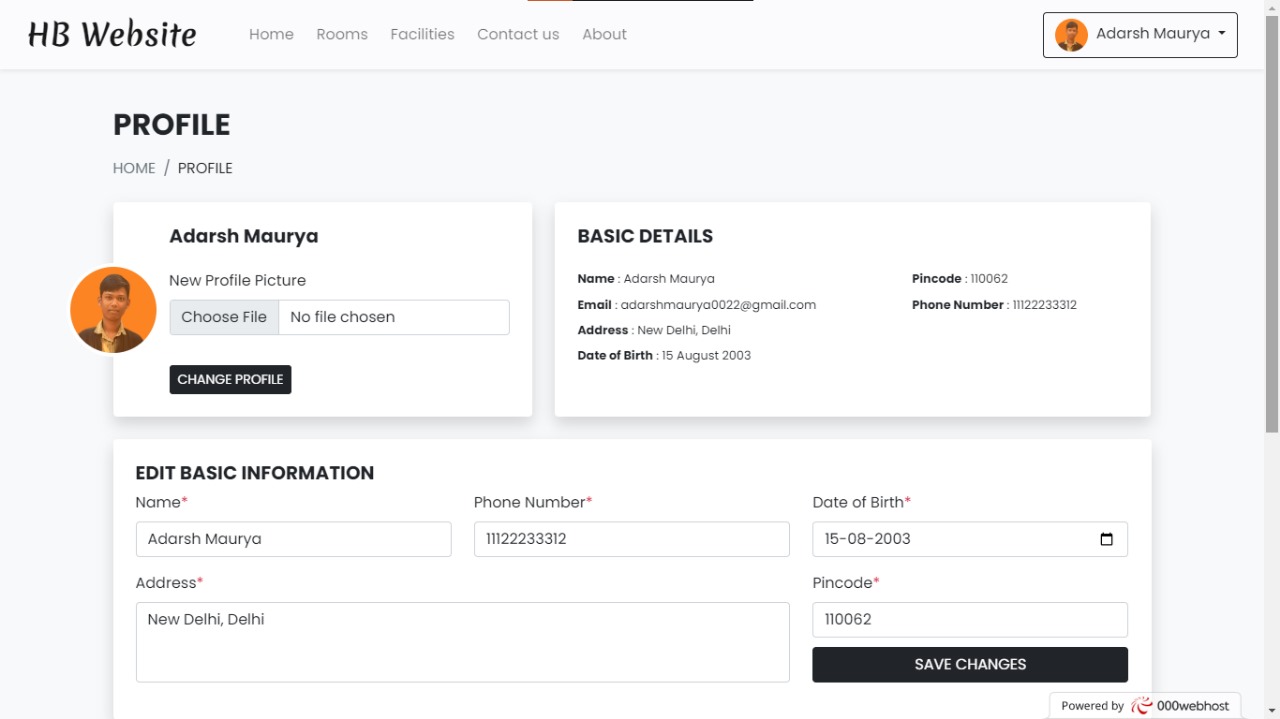 HB Website
Home Rooms Facilities Contact us About
Adarsh Maurya
PROFILE
HOME / PROFILE
Adarsh Maurya
New Profile Picture
Choose File No file chosen
CHANGE PROFILE
BASIC DETAILS
Name : Adarsh Maurya
Email : adarshmaurya0022@gmail.com
Address : New Delhi, Delhi
Date of Birth : 15 August 2003
Pincode : 110062
Phone Number : 11122233312
EDIT BASIC INFORMATION
Name* Phone Number* Date of Birth*
Adarsh Maurya 11122233312 15-08-2003
Address* Pincode*
New Delhi, Delhi 110062
SAVE CHANGES
Powered by 000webhost